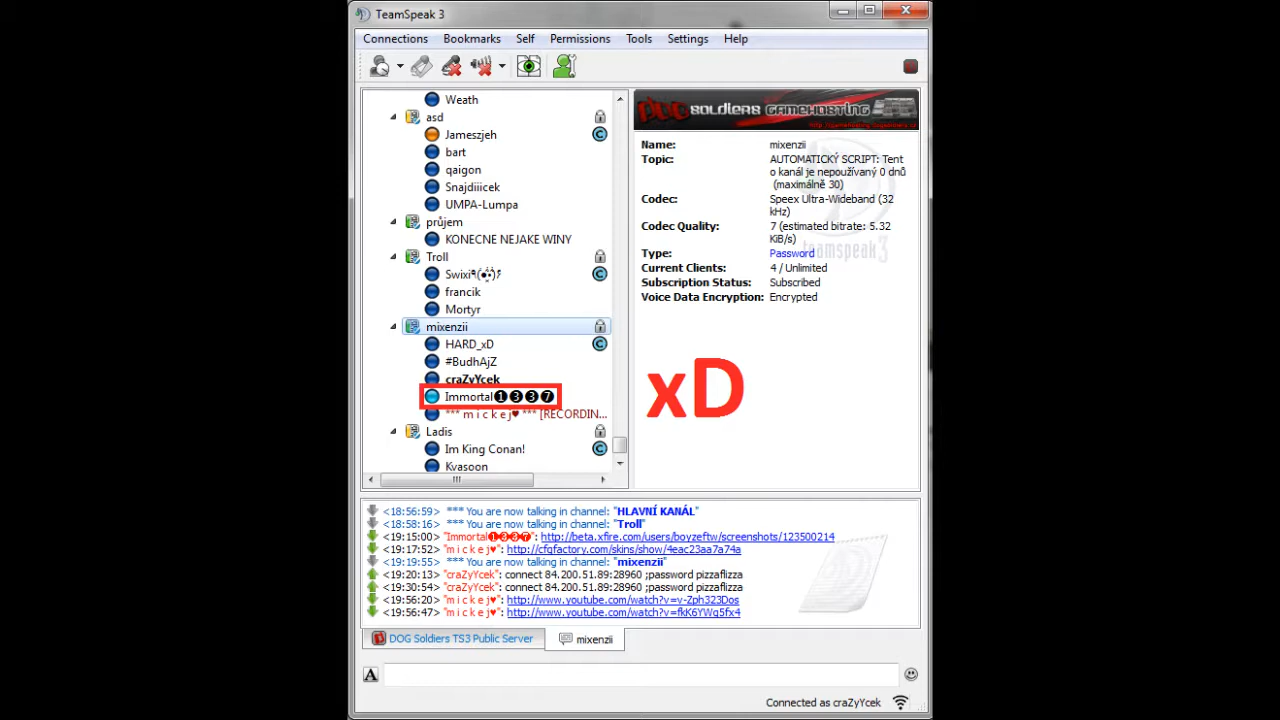 TeamSpeak 3
Connections Bookmarks Self Permissions Tools Settings Help
Weath
asd
Jameszjeh
bart
qaigon
Snajdiiicek
UMPA-Lumpa
průjem
KONECNE NEJAKE WINY
Troll
Swixi
francik
Mortyr
mixenzii
HARD_xD
#BudhAjZ
craZyYcek
Immortal❶❸❸❼
*** m i c k e j♥ *** [RECORDIN...
Ladis
Im King Conan!
Kvasoon
SOLDIERS GAMEHOSTING
Name: mixenzii
Topic: AUTOMATICKÝ SCRIPT: Tent
o kanál je nepoužívaný 0 dnů
(maximálně 30)
Codec: Speex Ultra-Wideband (32
kHz)
Codec Quality: 7 (estimated bitrate: 5.32
KiB/s)
Type: Password
Current Clients: 4 / Unlimited
Subscription Status: Subscribed
Voice Data Encryption: Encrypted
teamspeak 3
xD
<18:56:59> *** You are now talking in channel: "HLAVNÍ KANÁL"
<18:58:16> *** You are now talking in channel: "Troll"
<19:15:00> "Immortal❶❸❸❼": http://beta.xfire.com/users/boyzeftw/screenshots/123500214
<19:17:52> "m i c k e j♥": http://cfgfactory.com/skins/show/4eac23aa7a74a
<19:19:55> *** You are now talking in channel: "mixenzii"
<19:20:13> "craZyYcek": connect 84.200.51.89:28960 ;password pizzaflizza
<19:30:54> "craZyYcek": connect 84.200.51.89:28960 ;password pizzaflizza
<19:56:20> "m i c k e j♥": http://www.youtube.com/watch?v=v-Zph323Dos
<19:56:47> "m i c k e j♥": http://www.youtube.com/watch?v=fkK6YWq5fx4
DOG Soldiers TS3 Public Server mixenzii
Connected as craZyYcek